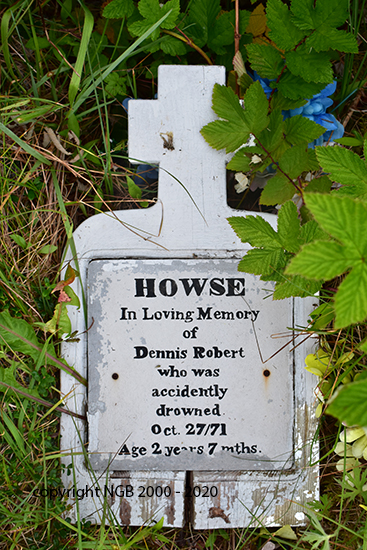 HOWSE
In Loving Memory
of
Dennis Robert
who was
accidently
drowned
Oct. 27/71
Age 2 years 7 mths.
copyright NGB 2000 - 2020